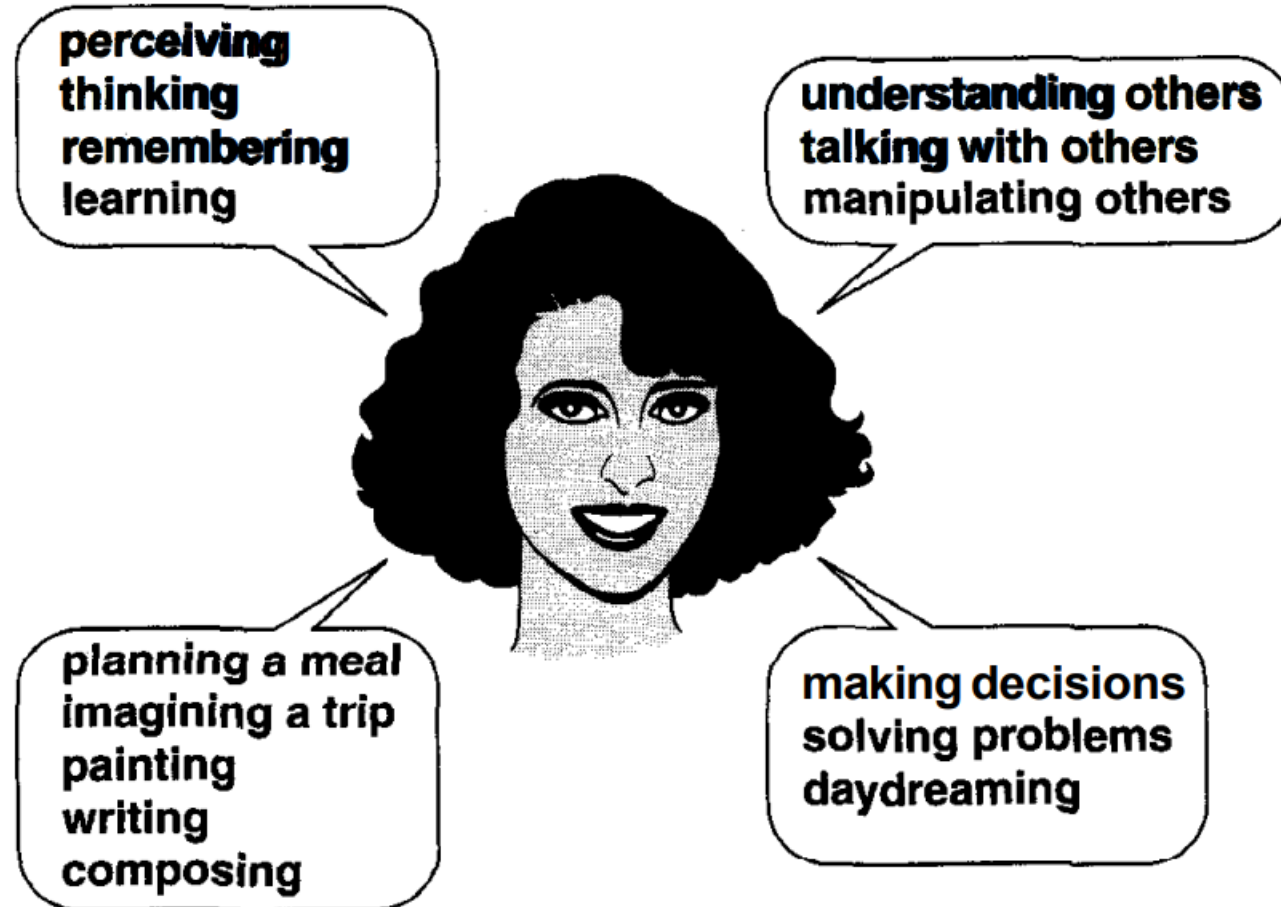 perceiving
thinking
remembering
learning
understanding others
talking with others
manipulating others
planning a meal
imagining a trip
painting
writing
composing
making decisions
solving problems
daydreaming